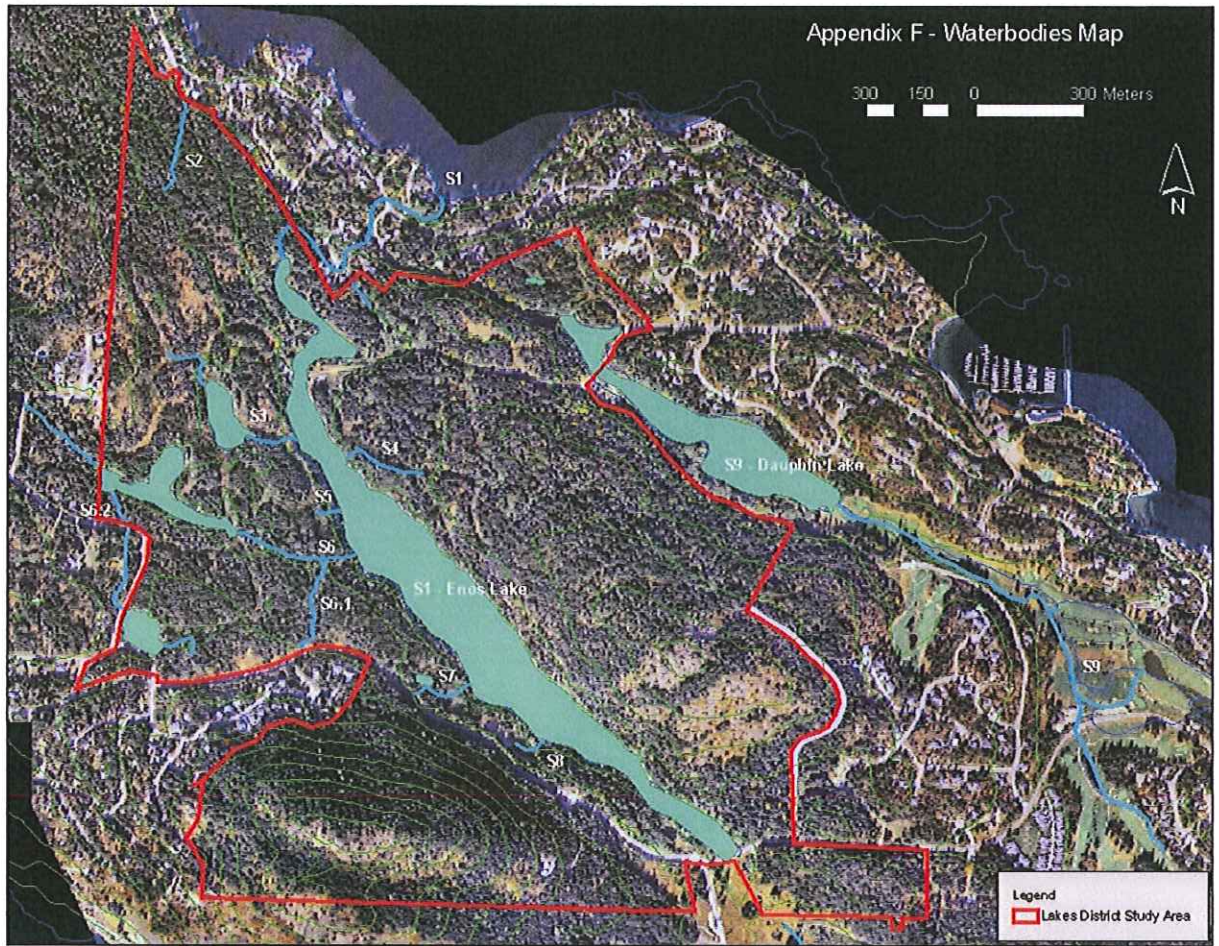 Appendix F - Waterbodies Map
300 150 0 300 Meters
N
S2
S1
S3
S4
S9 - Dauphin Lake
S5
S6.2
S6
S1 - Enos Lake
S6.1
S7
S9
S8
Legend
Lakes District Study Area